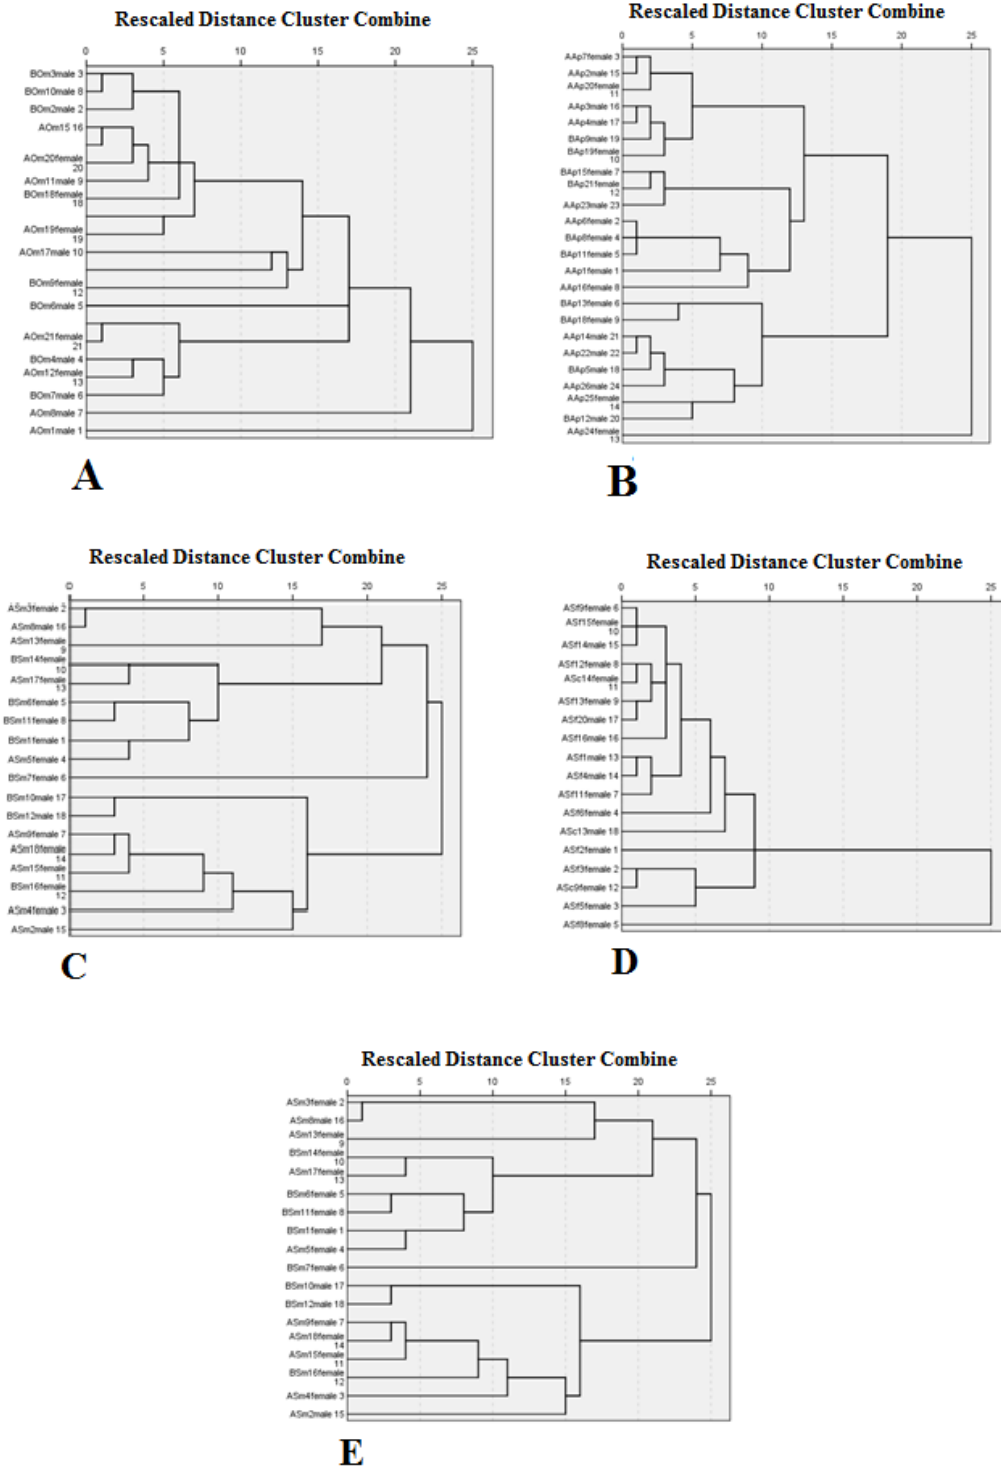 Rescaled Distance Cluster Combine
0 5 10 15 20 25
BOm3male 3
BOm10male 8
BOm2male 2
AOm15 16
AOm20female
20
AOm11male 9
BOm18female
18
AOm19female
19
AOm17male 10
BOm9female
12
BOm6male 5
AOm21female
21
BOm4male 4
AOm12female
13
BOm7male 6
AOm8male 7
AOm1male 1
A
Rescaled Distance Cluster Combine
0 5 10 15 20 25
AAp7female 3
AAp2male 15
AAp20female
11
AAp3male 16
AAp4male 17
BAp9male 19
BAp19female
10
BAp15female 7
BAp21female
12
AAp23male 23
AAp6female 2
BAp8female 4
BAp11female 5
AAp1female 1
AAp16female 8
BAp13female 6
BAp18female 9
AAp14male 21
AAp22male 22
BAp5male 18
AAp26male 24
AAp25female
14
BAp12male 20
AAp24female
13
B
Rescaled Distance Cluster Combine
0 5 10 15 20 25
ASm3female 2
ASm8male 16
ASm13female
9
BSm14female
10
ASm17female
13
BSm6female 5
BSm11female 8
BSm1female 1
ASm5female 4
BSm7female 6
BSm10male 17
BSm12male 18
ASm9female 7
ASm18female
14
ASm15female
11
BSm16female
12
ASm4female 3
ASm2male 15
C
Rescaled Distance Cluster Combine
0 5 10 15 20 25
ASf9female 6
ASf15female
10
ASf14male 15
ASf12female 8
ASc14female
11
ASf13female 9
ASf20male 17
ASf16male 16
ASf1male 13
ASf4male 14
ASf11female 7
ASf6female 4
ASc13male 18
ASf2female 1
ASf3female 2
ASc9female 12
ASf5female 3
ASf8female 5
D
Rescaled Distance Cluster Combine
0 5 10 15 20 25
ASm3female 2
ASm8male 16
ASm13female
9
BSm14female
10
ASm17female
13
BSm6female 5
BSm11female 8
BSm1female 1
ASm5female 4
BSm7female 6
BSm10male 17
BSm12male 18
ASm9female 7
ASm18female
14
ASm15female
11
BSm16female
12
ASm4female 3
ASm2male 15
E